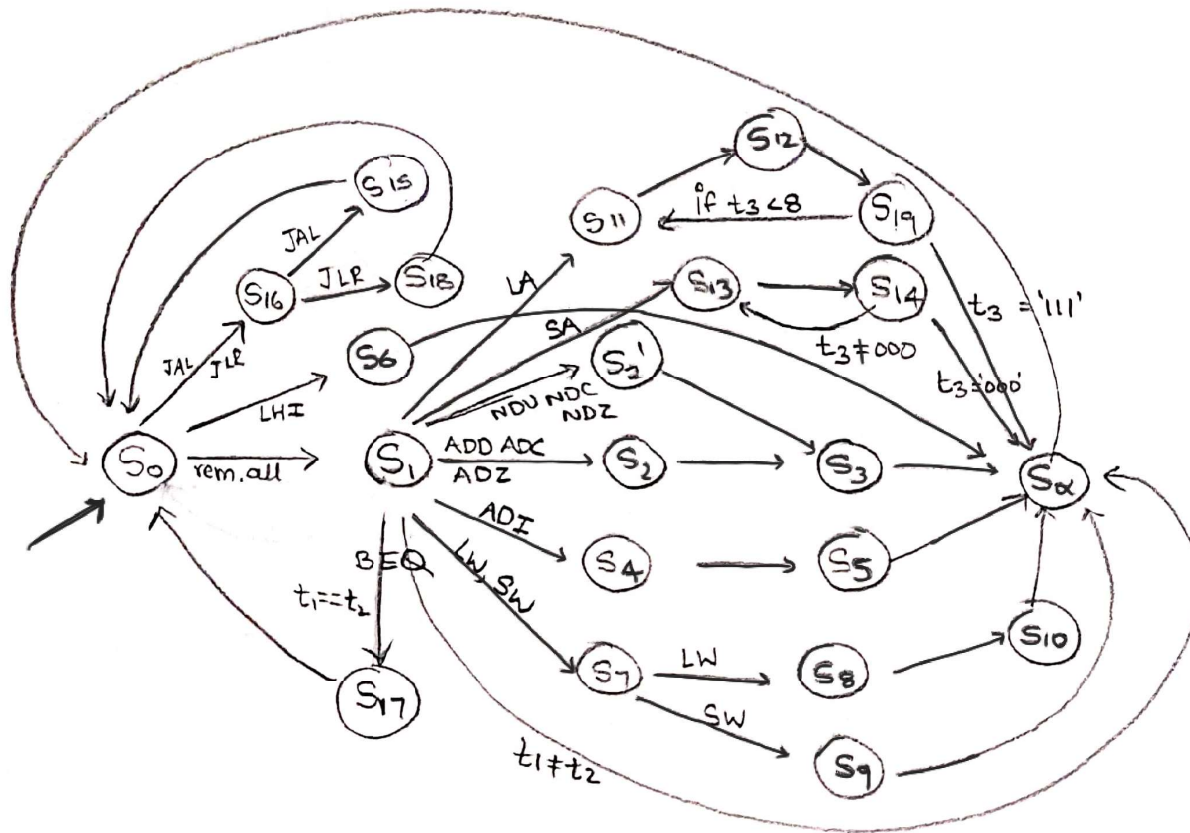 S12
S15
S11
if t3<8
S19
JAL
S16
JLR
S18
LA
S13
S14
t3 = '111'
SA
JAL JLR
S6
S2'
t3≠000
t3='000'
LHI
NDU NDC
NDZ
S0
rem.all
S1
ADD ADC
ADZ
S2
S3
Sα
ADI
BEQ
LW, SW
S4
S5
t1==t2
S10
S7
LW
S8
S17
SW
t1≠t2
S9